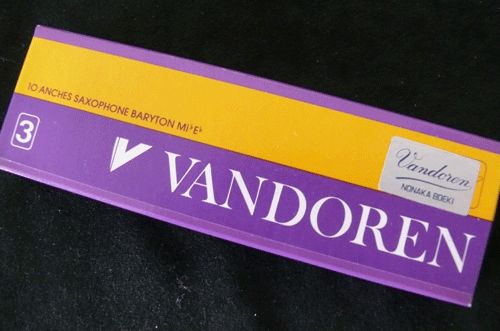 10 ANCHES SAXOPHONE BARYTON MI♭ E♭
3
VANDOREN
Vandoren
NONAKA BOEKI